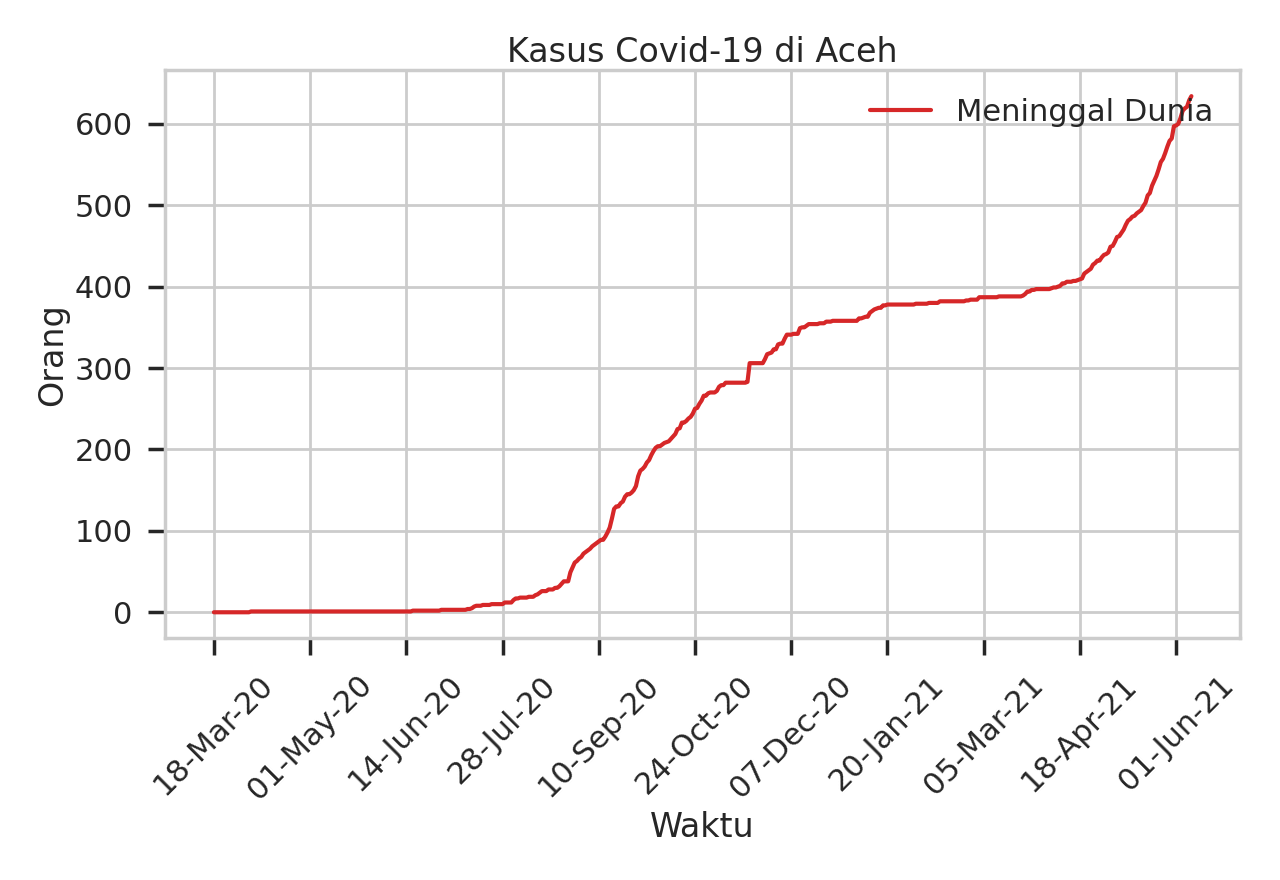 Kasus Covid-19 di Aceh
Meninggal Dunia
600
500
400
300
200
100
0
Orang
18-Mar-20
01-May-20
14-Jun-20
28-Jul-20
10-Sep-20
24-Oct-20
07-Dec-20
20-Jan-21
05-Mar-21
18-Apr-21
01-Jun-21
Waktu